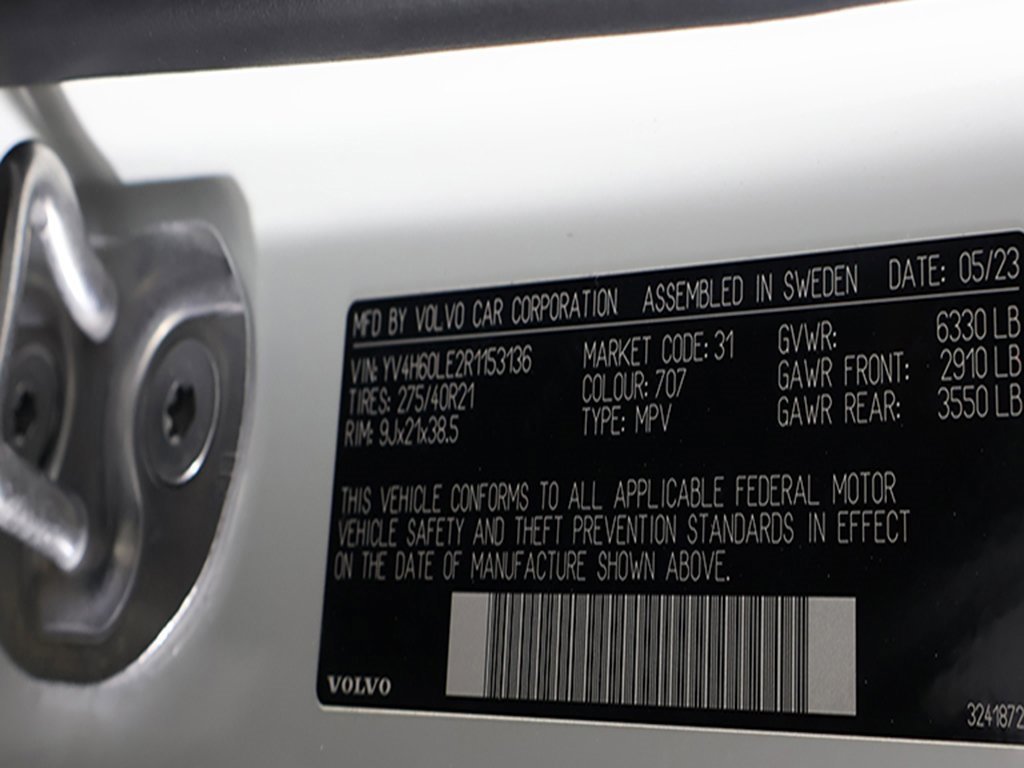 MFD BY VOLVO CAR CORPORATION ASSEMBLED IN SWEDEN DATE: 05/23
VIN: YV4H60LE2R1153136 MARKET CODE: 31 GVWR: 6330 LB
TIRES: 275/40R21 COLOUR: 707 GAWR FRONT: 2910 LB
RIM: 9Jx21x38.5 TYPE: MPV GAWR REAR: 3550 LB
THIS VEHICLE CONFORMS TO ALL APPLICABLE FEDERAL MOTOR
VEHICLE SAFETY AND THEFT PREVENTION STANDARDS IN EFFECT
ON THE DATE OF MANUFACTURE SHOWN ABOVE.
VOLVO
3241872